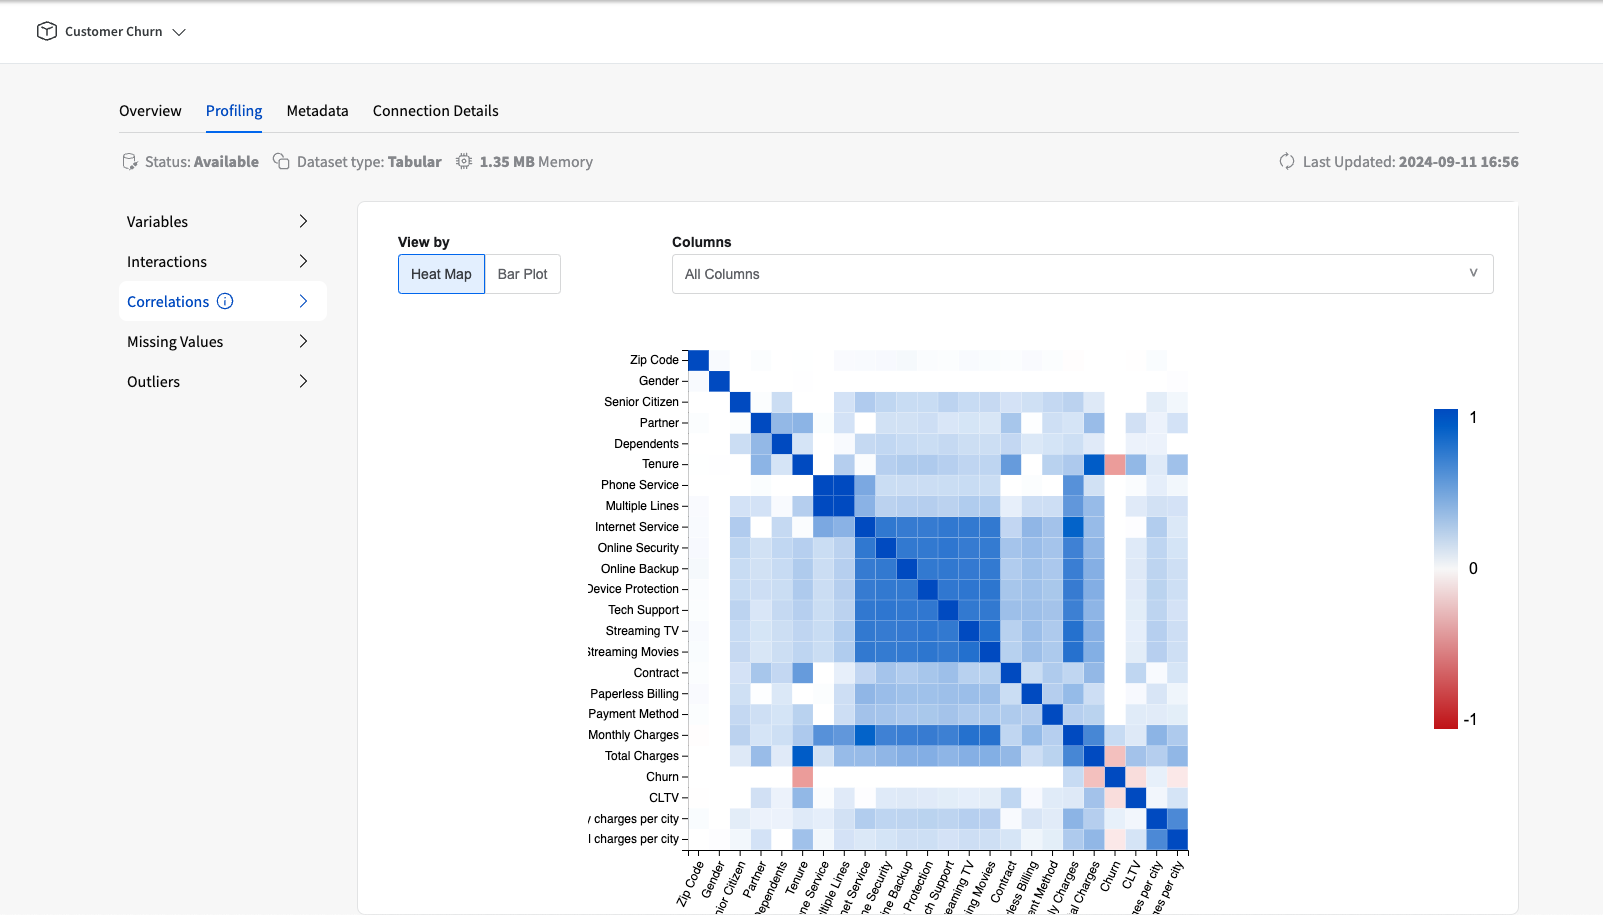 Customer Churn
Overview Profiling Metadata Connection Details
Status: Available Dataset type: Tabular 1.35 MB Memory Last Updated: 2024-09-11 16:56
Variables
Interactions
Correlations
Missing Values
Outliers
View by
Heat Map Bar Plot
Columns
All Columns
Zip Code
Gender
Senior Citizen
Partner
Dependents
Tenure
Phone Service
Multiple Lines
Internet Service
Online Security
Online Backup
Device Protection
Tech Support
Streaming TV
Streaming Movies
Contract
Paperless Billing
Payment Method
Monthly Charges
Total Charges
Churn
CLTV
charges per city
charges per city
1
0
-1
Zip Code
Gender
ior Citizen
Partner
Dependents
Tenure
ne Service
ltiple Lines
net Service
ne Security
ine Backup
Protection
ch Support
eaming TV
ing Movies
Contract
less Billing
ent Method
ly Charges
al Charges
Churn
CLTV
es per city
es per city